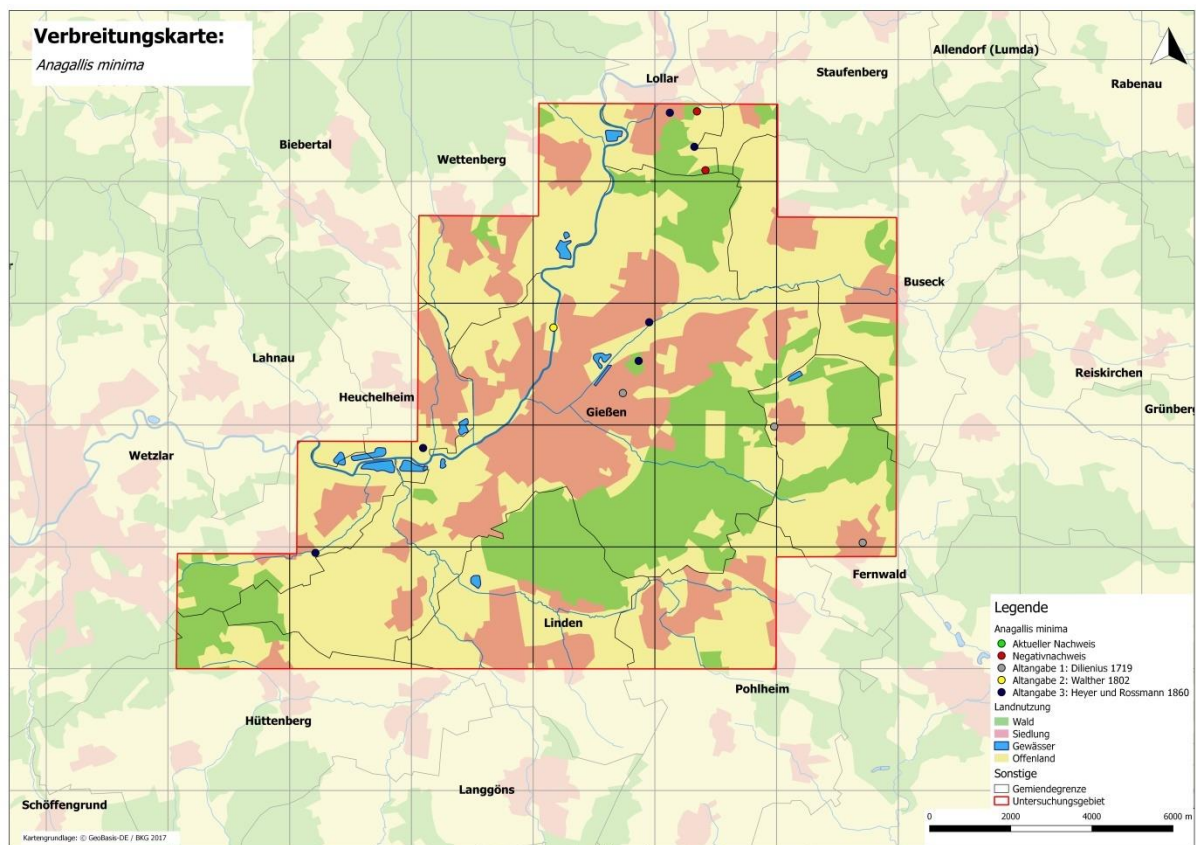 Verbreitungskarte:
Anagallis minima
Allendorf (Lumda)
Staufenberg
Lollar
Rabenau
Biebertal
Wettenberg
Buseck
Lahnau
Reiskirchen
Heuchelheim
Gießen
Grünberg
Wetzlar
Fernwald
Linden
Pohlheim
Hüttenberg
Langgöns
Schöffengrund
Legende
Anagallis minima
Aktueller Nachweis
Negativnachweis
Altangabe 1: Dillenius 1719
Altangabe 2: Walther 1802
Altangabe 3: Heyer und Rossmann 1860
Landnutzung
Wald
Siedlung
Gewässer
Offenland
Sonstige
Gemiendegrenze
Untersuchungsgebiet
0 2000 4000 6000 m
Kartengrundlage: © GeoBasis-DE / BKG 2017